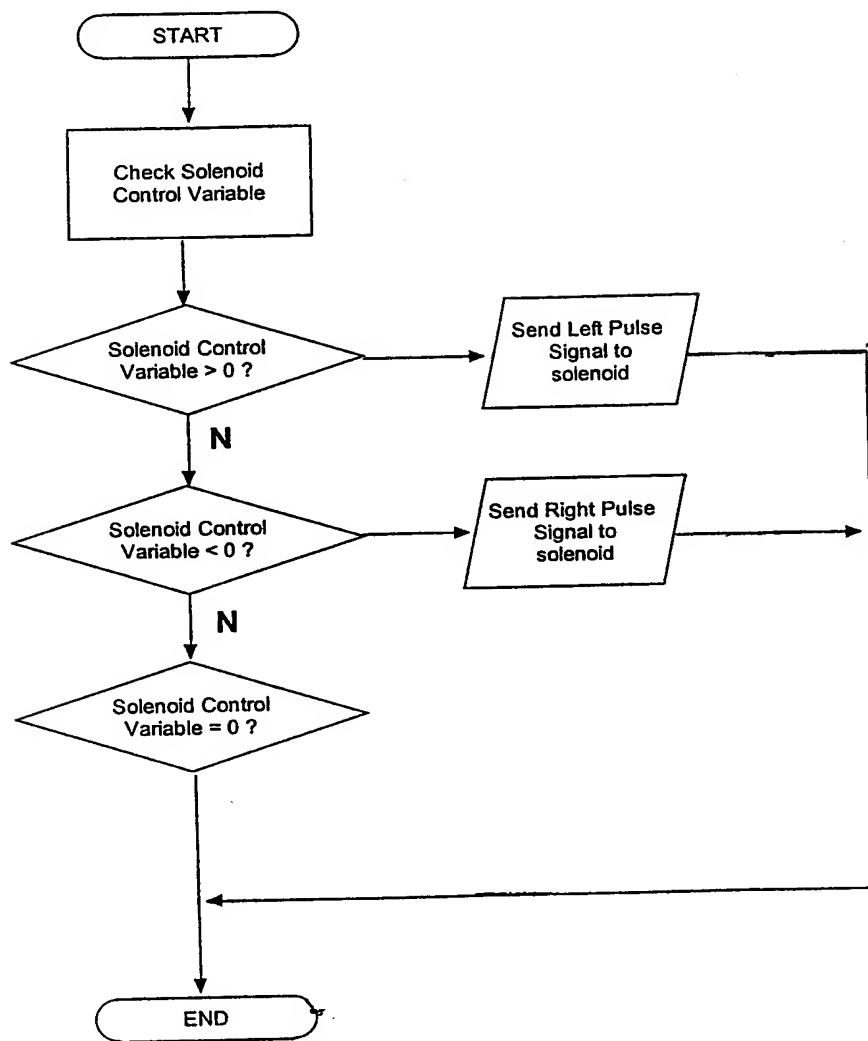 START
Check Solenoid
Control Variable
Solenoid Control
Variable > 0 ?
Send Left Pulse
Signal to
solenoid
N
Solenoid Control
Variable < 0 ?
Send Right Pulse
Signal to
solenoid
N
Solenoid Control
Variable = 0 ?
END